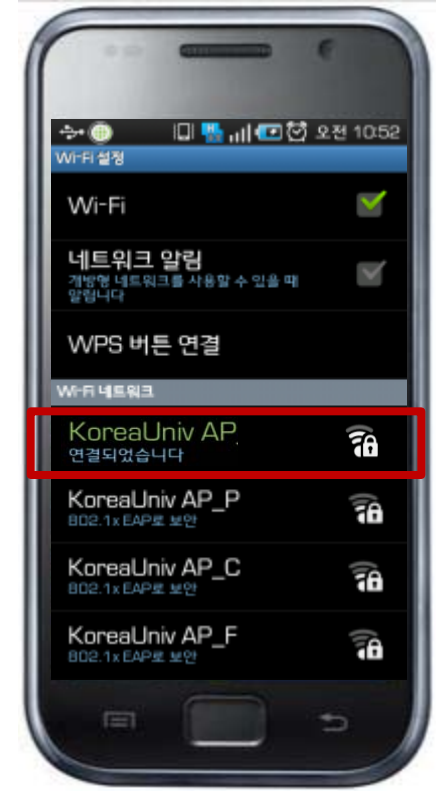 오전 10:52
Wi-Fi 설정
Wi-Fi
네트워크 알림
개방형 네트워크를 사용할 수 있을 때
알립니다
WPS 버튼 연결
Wi-Fi 네트워크
KoreaUniv AP
연결되었습니다
KoreaUniv AP_P
802.1x EAP로 보안
KoreaUniv AP_C
802.1x EAP로 보안
KoreaUniv AP_F
802.1x EAP로 보안